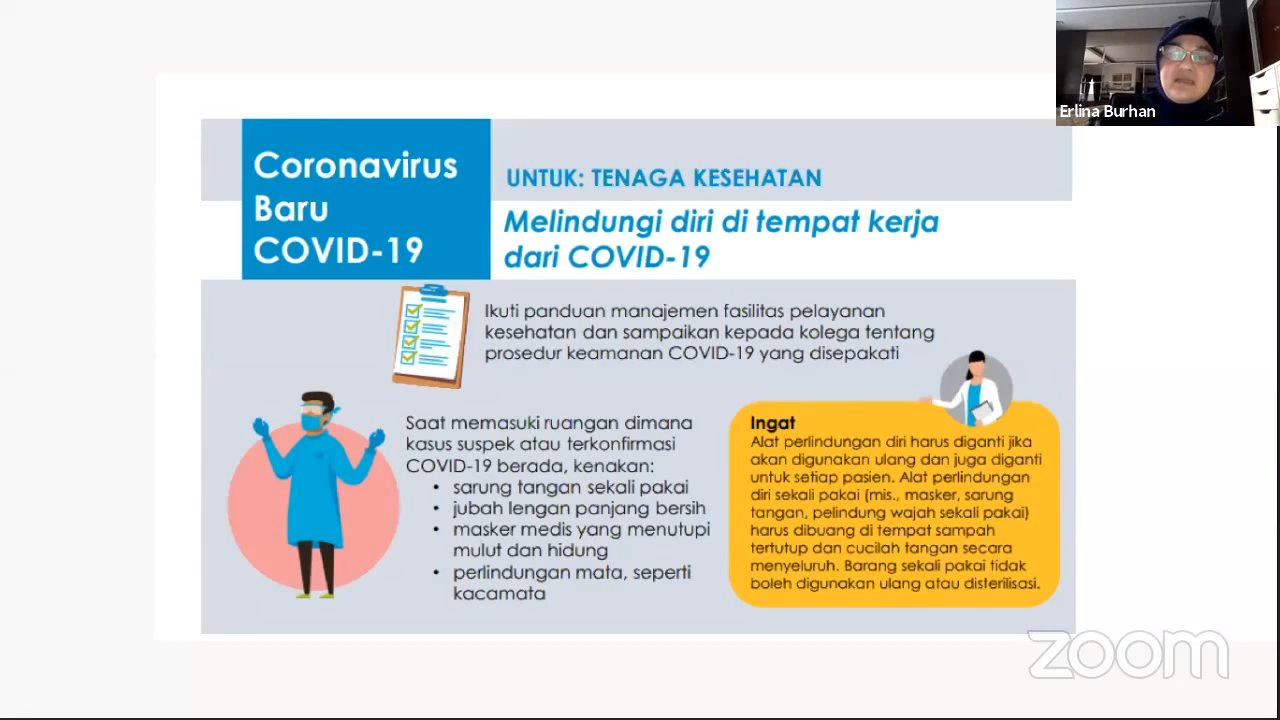 Erlina Burhan
Coronavirus
Baru
COVID-19
UNTUK: TENAGA KESEHATAN
Melindungi diri di tempat kerja
dari COVID-19
Ikuti panduan manajemen fasilitas pelayanan
kesehatan dan sampaikan kepada kolega tentang
prosedur keamanan COVID-19 yang disepakati
Saat memasuki ruangan dimana
kasus suspek atau terkonfirmasi
COVID-19 berada, kenakan:
• sarung tangan sekali pakai
• jubah lengan panjang bersih
• masker medis yang menutupi
mulut dan hidung
• perlindungan mata, seperti
kacamata
Ingat
Alat perlindungan diri harus diganti jika
akan digunakan ulang dan juga diganti
untuk setiap pasien. Alat perlindungan
diri sekali pakai (mis., masker, sarung
tangan, pelindung wajah sekali pakai)
harus dibuang di tempat sampah
tertutup dan cucilah tangan secara
menyeluruh. Barang sekali pakai tidak
boleh digunakan ulang atau disterilisasi.
zoom